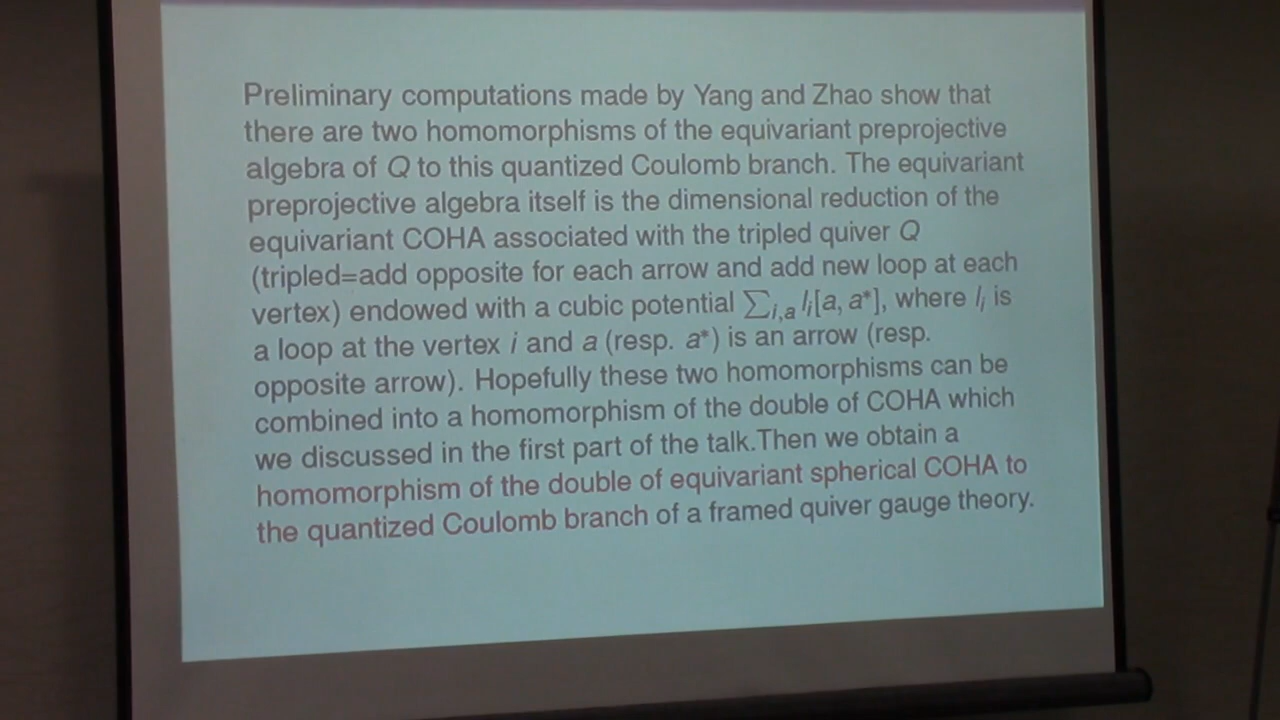 Preliminary computations made by Yang and Zhao show that
there are two homomorphisms of the equivariant preprojective
algebra of Q to this quantized Coulomb branch. The equivariant
preprojective algebra itself is the dimensional reduction of the
equivariant COHA associated with the tripled quiver Q
(tripled=add opposite for each arrow and add new loop at each
vertex) endowed with a cubic potential ∑_{i,a} l_i[a, a*], where l_i is
a loop at the vertex i and a (resp. a*) is an arrow (resp.
opposite arrow). Hopefully these two homomorphisms can be
combined into a homomorphism of the double of COHA which
we discussed in the first part of the talk.Then we obtain a
homomorphism of the double of equivariant spherical COHA to
the quantized Coulomb branch of a framed quiver gauge theory.